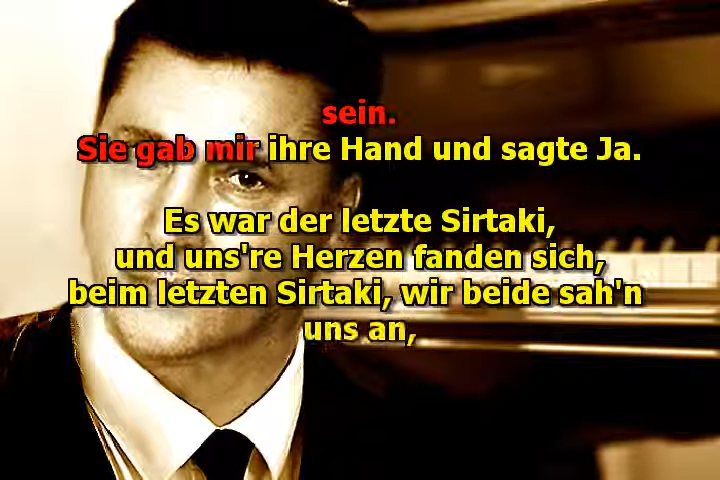 sein.
Sie gab mir ihre Hand und sagte Ja.
Es war der letzte Sirtaki,
und uns're Herzen fanden sich,
beim letzten Sirtaki, wir beide sah'n
uns an,